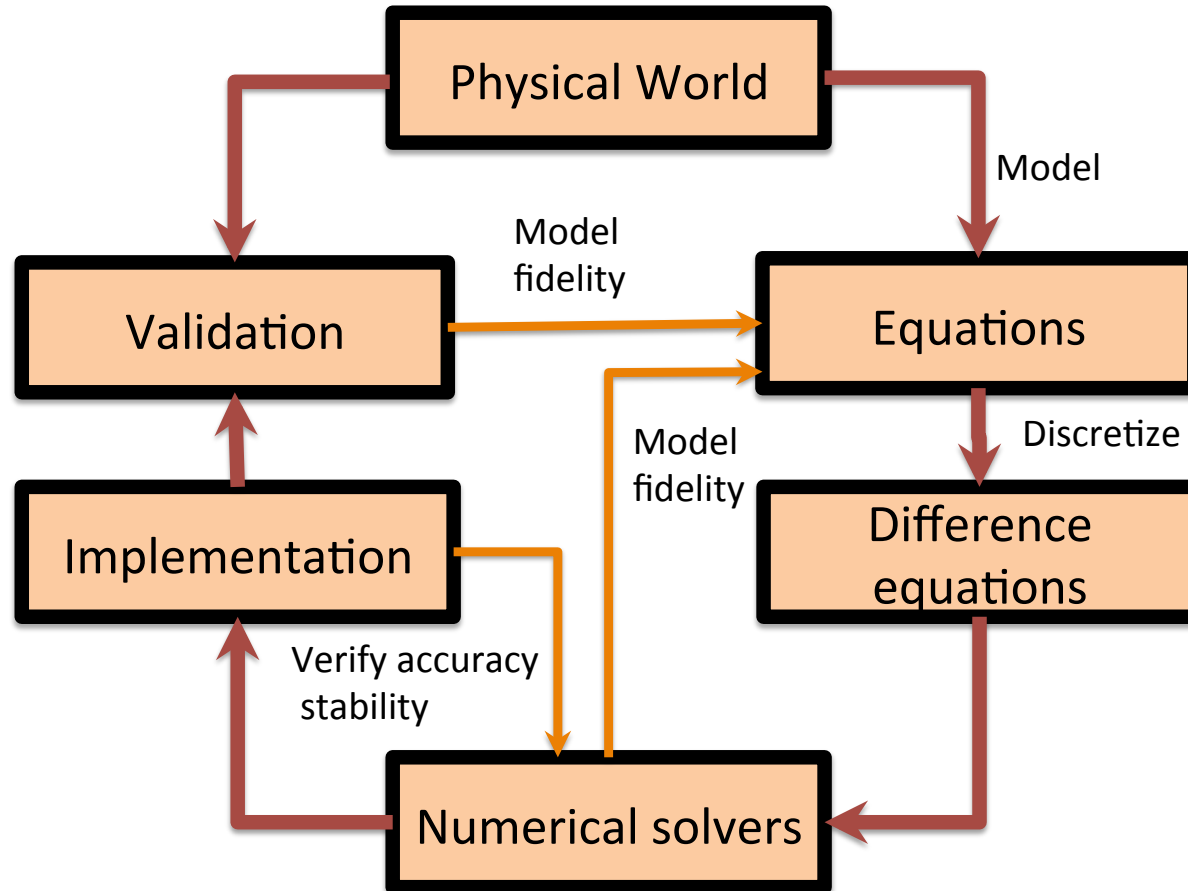 Physical World
Model
Model
fidelity
Validation
Equations
Model
fidelity
Discretize
Implementation
Difference
equations
Verify accuracy
stability
Numerical solvers